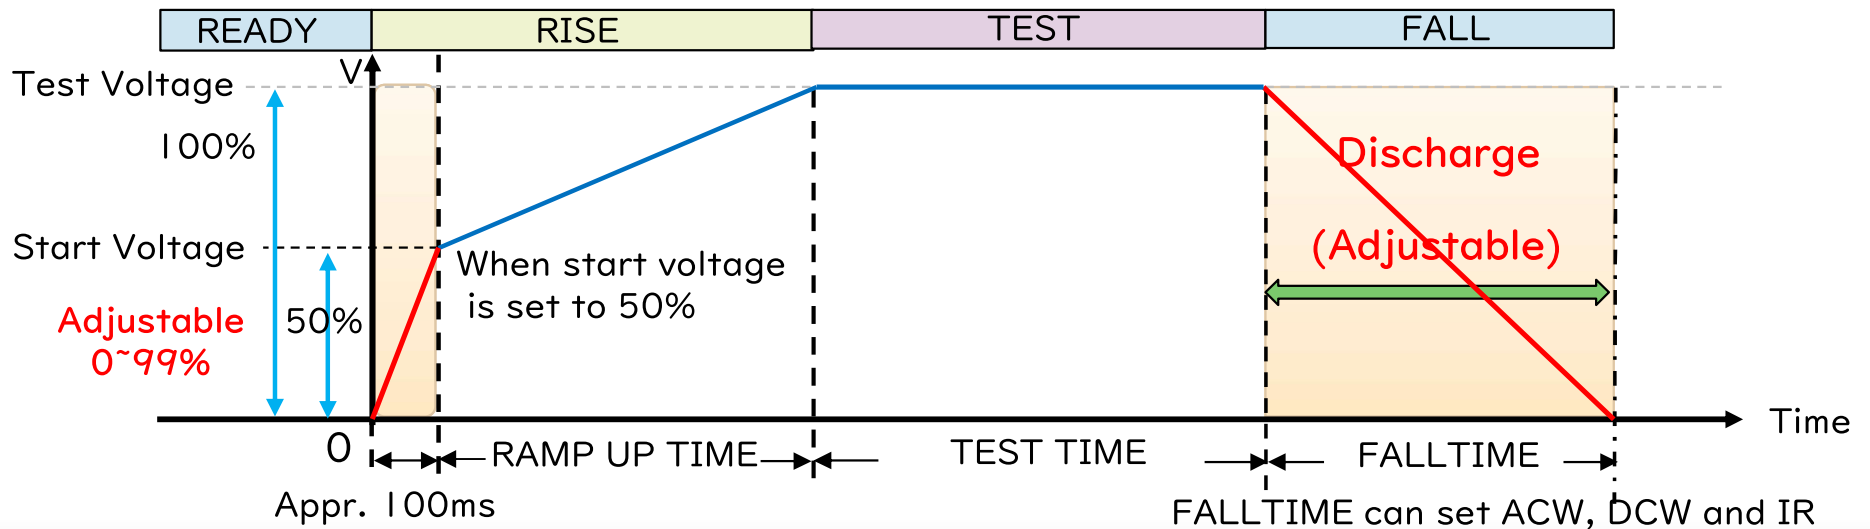 READY RISE TEST FALL
V
Test Voltage
100%
Discharge
Start Voltage
(Adjustable)
When start voltage
is set to 50%
Adjustable
0~99%
50%
Time
0
RAMP UP TIME
TEST TIME
FALLTIME
Appr. 100ms
FALLTIME can set ACW, DCW and IR